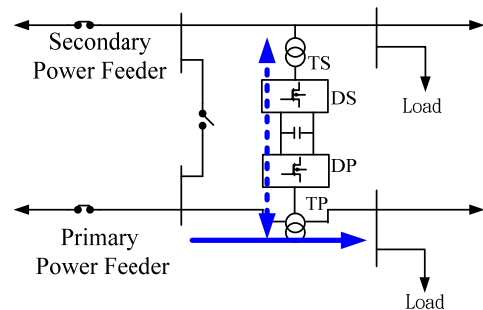 Secondary
Power Feeder
TS
DS
Load
DP
TP
Primary
Power Feeder
Load